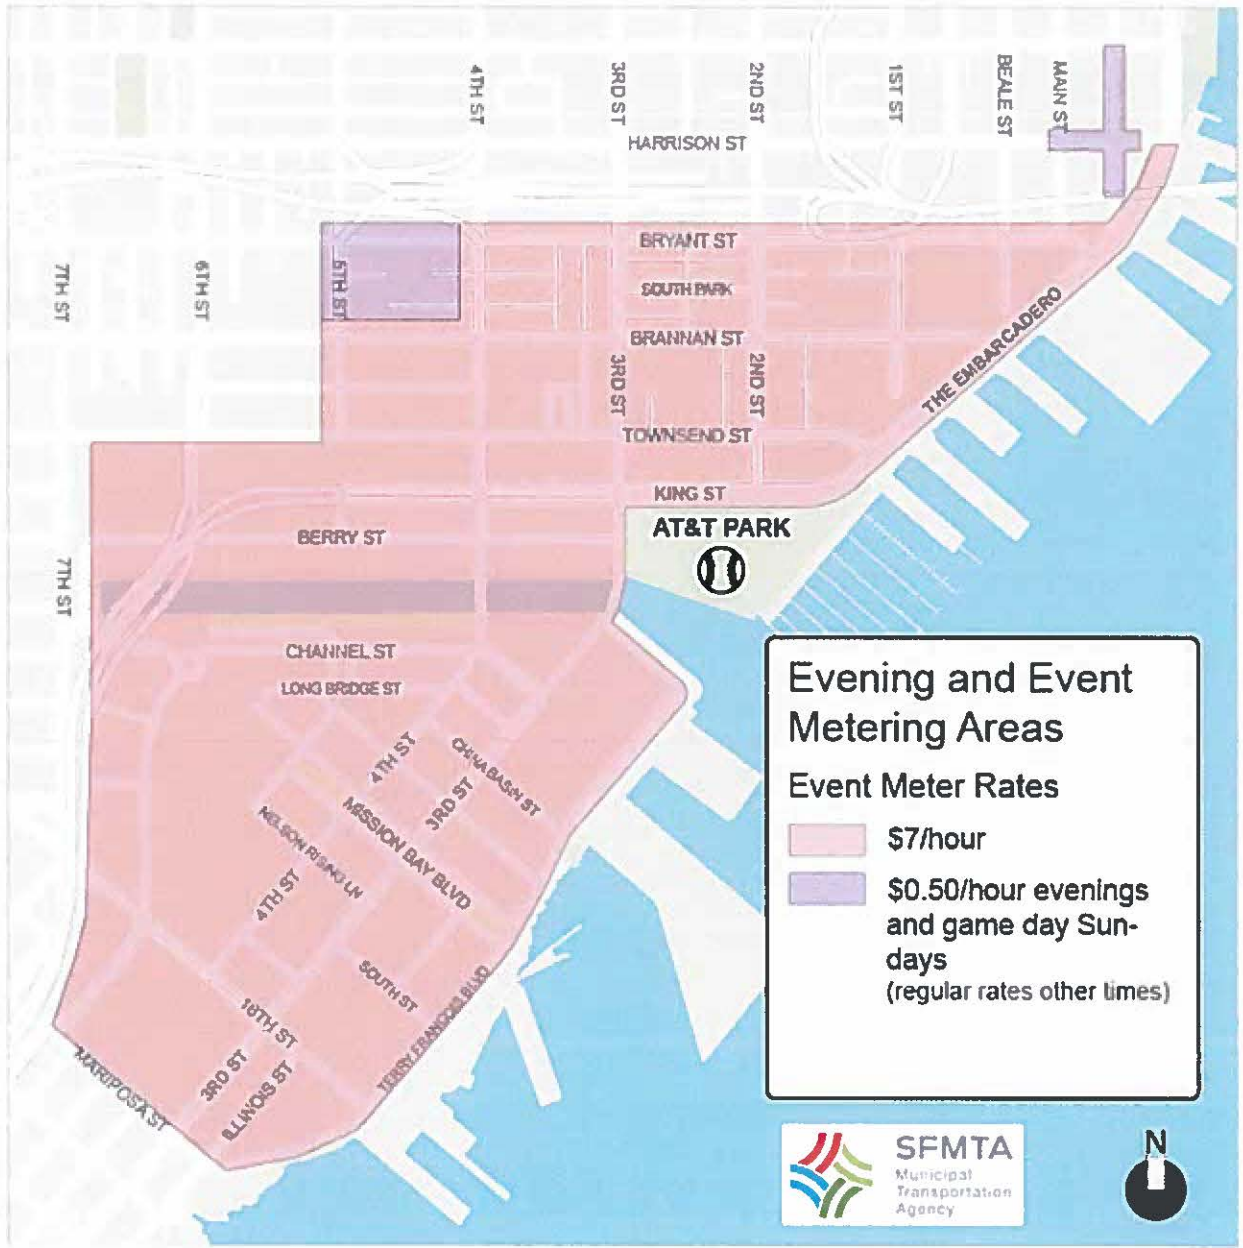 4TH ST
3RD ST
2ND ST
1ST ST
BEALE ST
MAIN ST
HARRISON ST
7TH ST
6TH ST
5TH ST
BRYANT ST
SOUTH PARK
BRANNAN ST
3RD ST
2ND ST
THE EMBARCADERO
TOWNSEND ST
KING ST
AT&T PARK
BERRY ST
7TH ST
CHANNEL ST
LONG BRIDGE ST
4TH ST
CHINA BASIN ST
3RD ST
MISSION BAY BLVD
NELSON RISING LN
4TH ST
SOUTH ST
TERRY FRANCOIS BLVD
16TH ST
3RD ST
ILLINOIS ST
MARIPOSA ST
Evening and Event
Metering Areas
Event Meter Rates
$7/hour
$0.50/hour evenings
and game day Sun-
days
(regular rates other times)
SFMTA
Municipal
Transportation
Agency
N